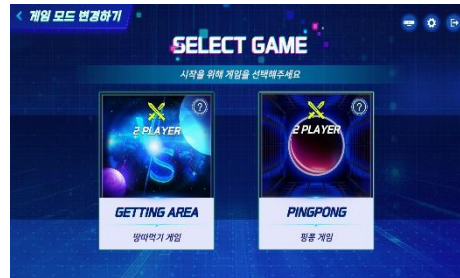 게임 모드 변경하기
SELECT GAME
시작을 위해 게임을 선택해주세요
2 PLAYER
VS
GETTING AREA
땅따먹기 게임
2 PLAYER
PINGPONG
핑퐁 게임